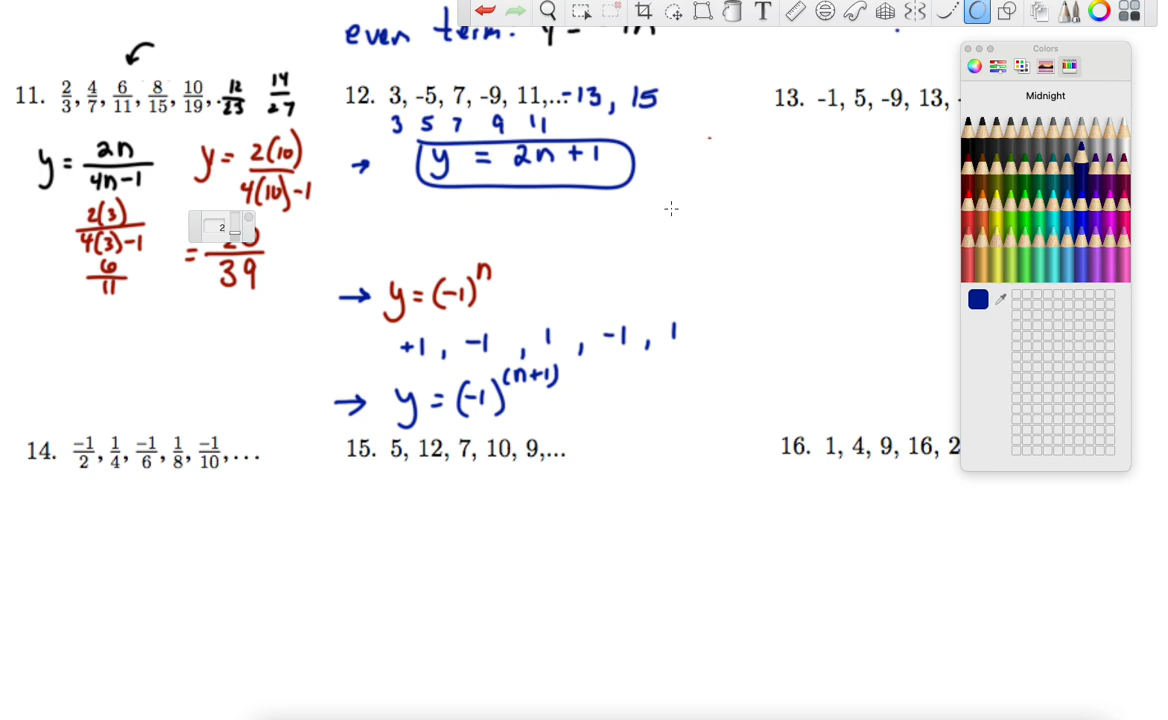 even term. y =
11. 2/3, 4/7, 6/11, 8/15, 10/19, . 12/23 14/27
y = 2n/4n-1
y = 2(10)/4(10)-1
2(3)/4(3)-1
6/11
= 20/39
2
12. 3, -5, 7, -9, 11,... -13, 15
3 5 7 9 11
→ y = 2n + 1
→ y = (-1)^n
+1, -1, 1, -1, 1
→ y = (-1)^(n+1)
13. -1, 5, -9, 13, -
14. -1/2, 1/4, -1/6, 1/8, -1/10, ...
15. 5, 12, 7, 10, 9,...
16. 1, 4, 9, 16, 2
T
Colors
Midnight